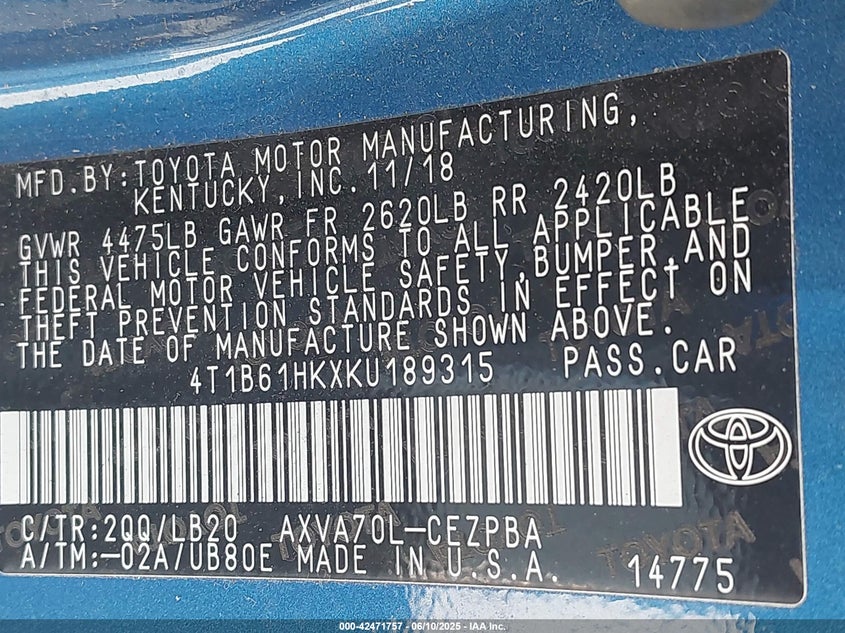 MFD.BY:TOYOTA MOTOR MANUFACTURING,
KENTUCKY,INC.11/18
GVWR 4475LB GAWR FR 2620LB RR 2420LB
THIS VEHICLE CONFORMS TO ALL APPLICABLE
FEDERAL MOTOR VEHICLE SAFETY,BUMPER,AND
THEFT PREVENTION STANDARDS IN EFFECT ON
THE DATE OF MANUFACTURE SHOWN ABOVE.
4T1B61HKXKU189315 PASS.CAR
C/TR:2QQ/LB20 AXVA70L-CEZPBA
A/TM:-02A/UB80E MADE IN U.S.A. 14775
000-42471757 - 06/10/2025 - IAA Inc.